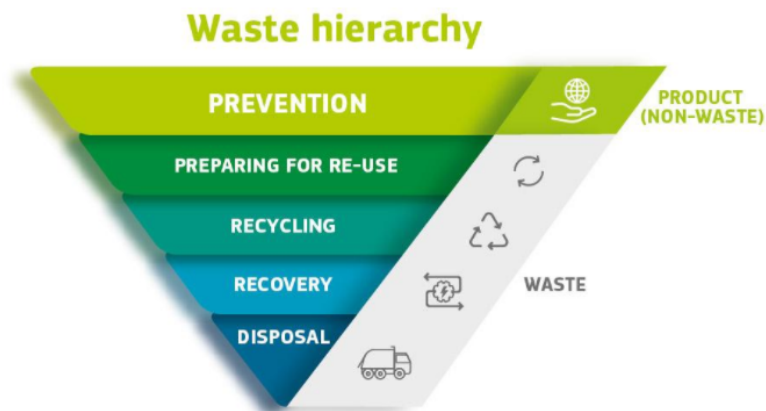 Waste hierarchy
PREVENTION
PRODUCT
(NON-WASTE)
PREPARING FOR RE-USE
RECYCLING
RECOVERY
WASTE
DISPOSAL